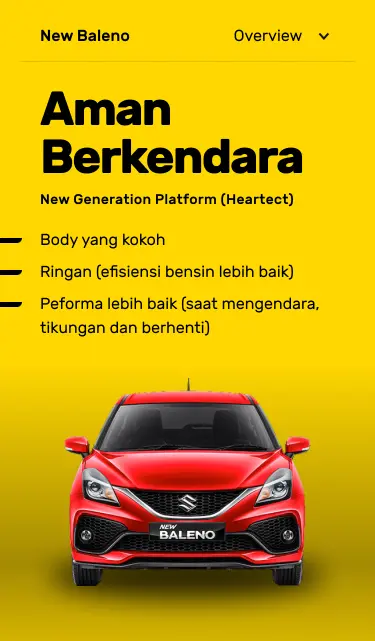 New Baleno
Overview
Aman
Berkendara
New Generation Platform (Heartect)
Body yang kokoh
Ringan (efisiensi bensin lebih baik)
Peforma lebih baik (saat mengendara,
tikungan dan berhenti)
NEW
BALENO